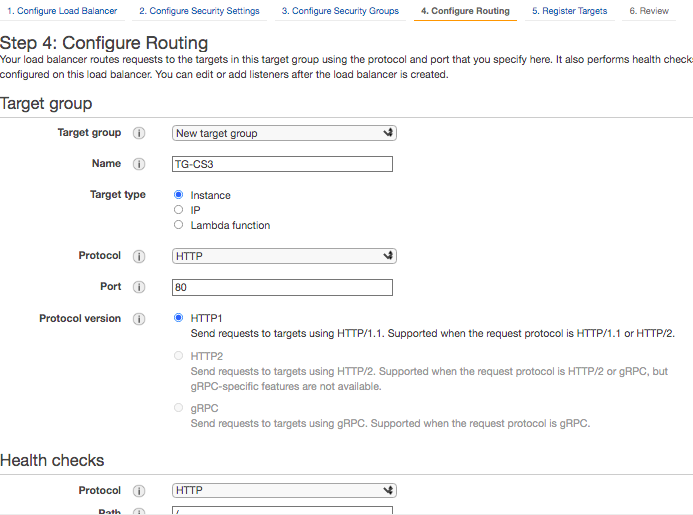 1. Configure Load Balancer 2. Configure Security Settings 3. Configure Security Groups 4. Configure Routing 5. Register Targets 6. Review
Step 4: Configure Routing
Your load balancer routes requests to the targets in this target group using the protocol and port that you specify here. It also performs health check
configured on this load balancer. You can edit or add listeners after the load balancer is created.
Target group
Target group i New target group
Name i TG-CS3
Target type Instance
IP
Lambda function
Protocol i HTTP
Port i 80
Protocol version i HTTP1
Send requests to targets using HTTP/1.1. Supported when the request protocol is HTTP/1.1 or HTTP/2.
HTTP2
Send requests to targets using HTTP/2. Supported when the request protocol is HTTP/2 or gRPC, but
gRPC-specific features are not available.
gRPC
Send requests to targets using gRPC. Supported when the request protocol is gRPC.
Health checks
Protocol i HTTP
Path i /